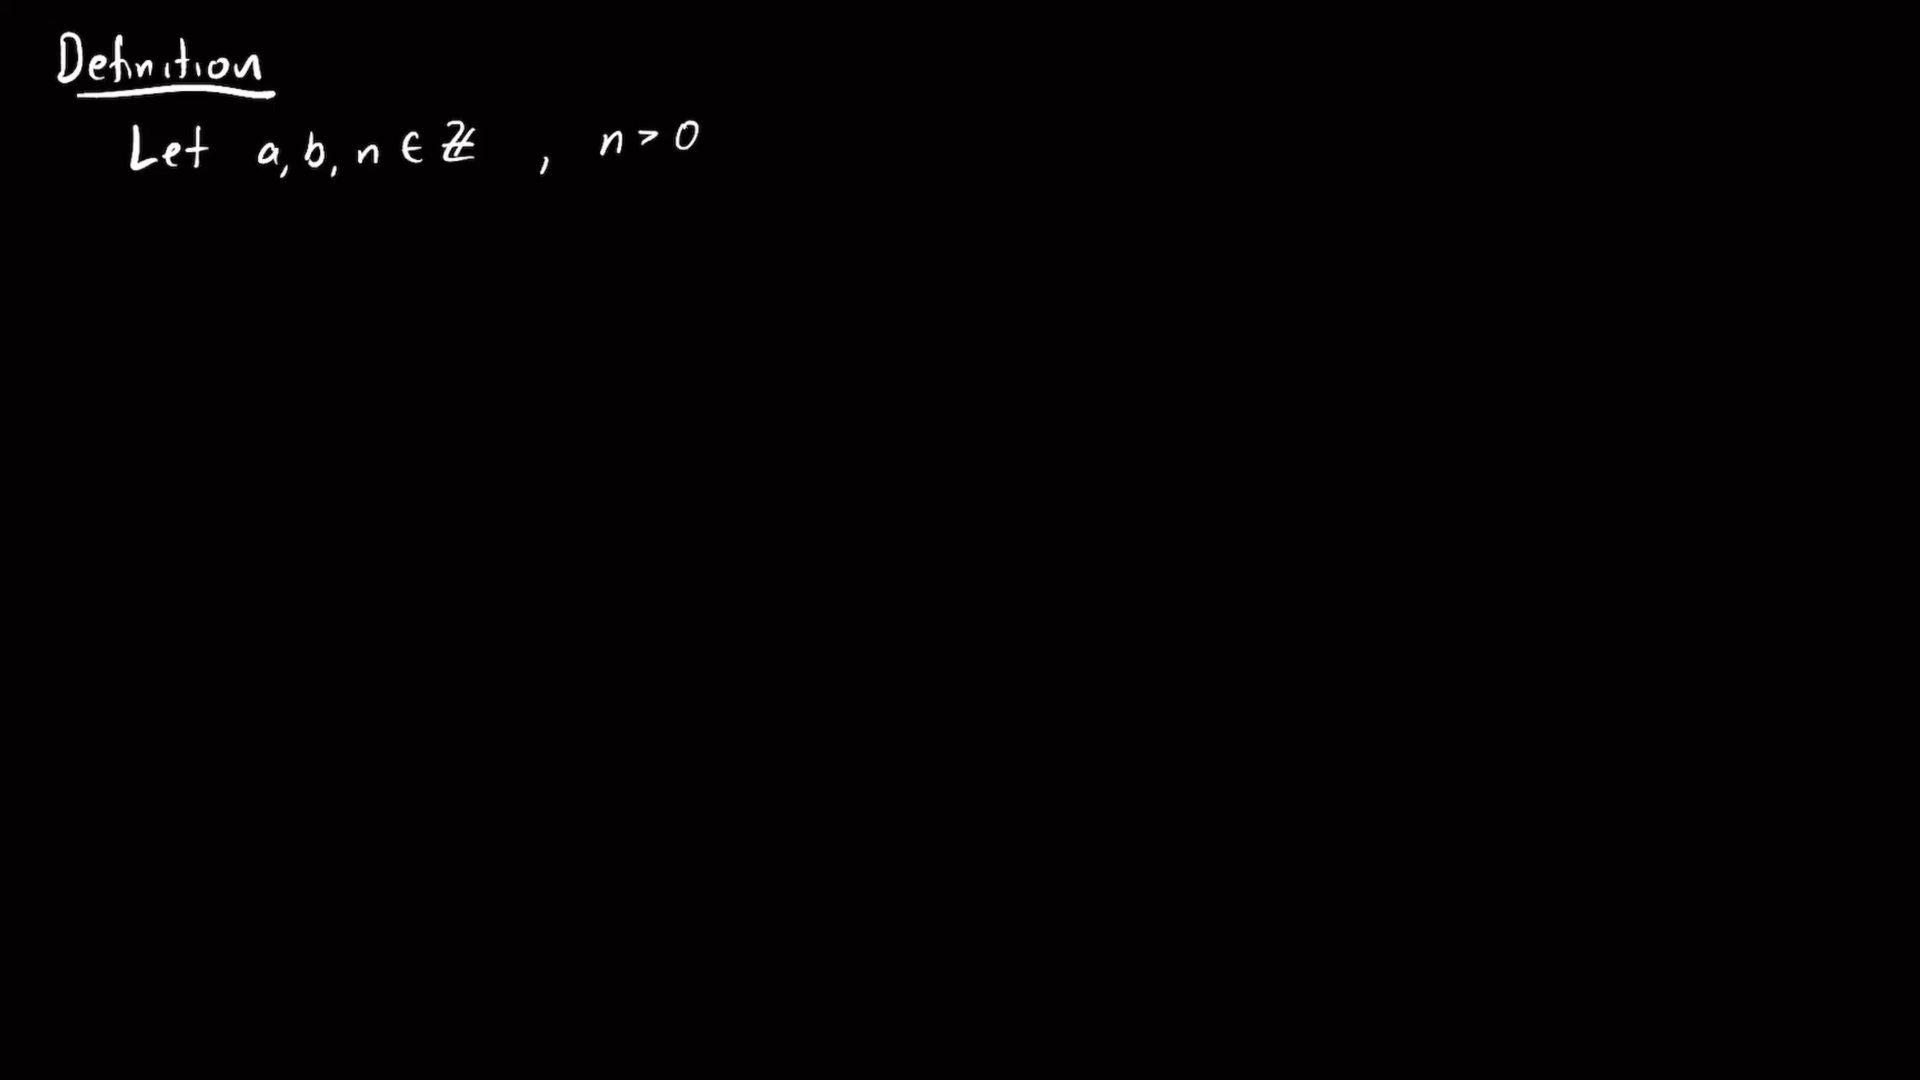 Definition
Let a, b, n ∈ ℤ , n > 0